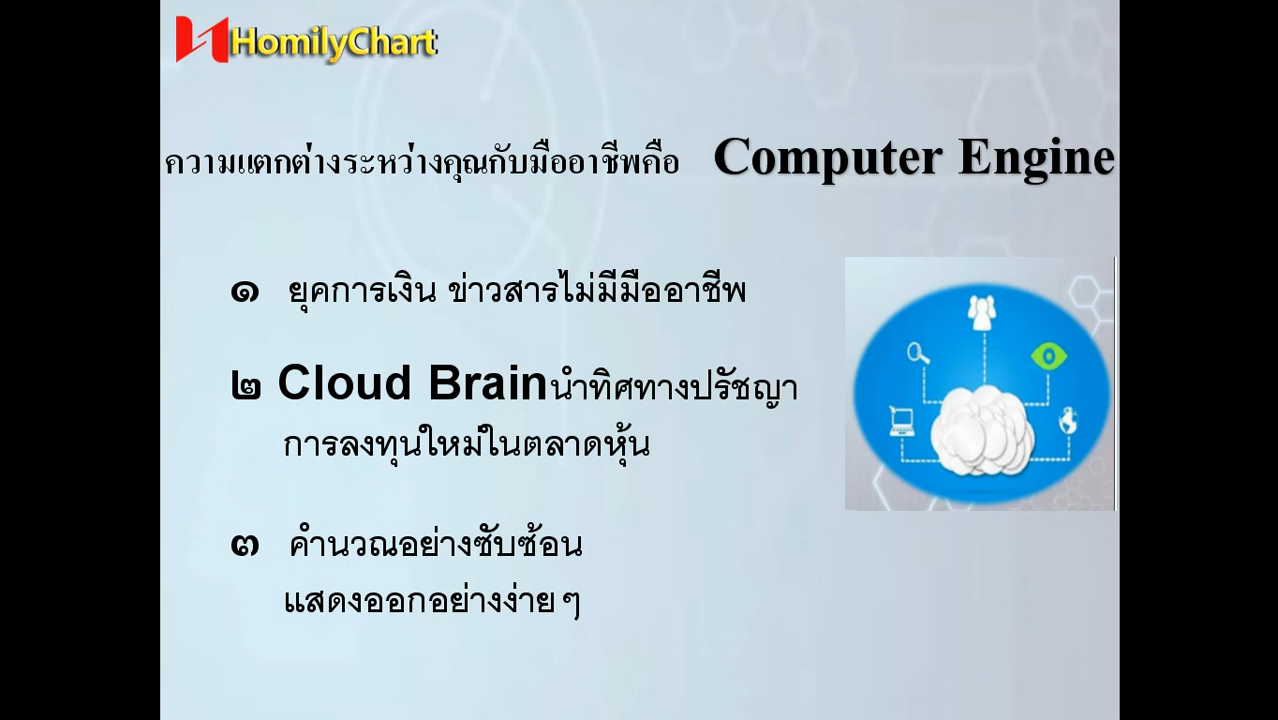 HomilyChart
ความแตกต่างระหว่างคุณกับมืออาชีพคือ Computer Engine
๑ ยุคการเงิน ข่าวสารไม่มีมืออาชีพ
๒ Cloud Brainนำทิศทางปรัชญา
การลงทุนใหม่ในตลาดหุ้น
๓ คำนวณอย่างซับซ้อน
แสดงออกอย่างง่ายๆ